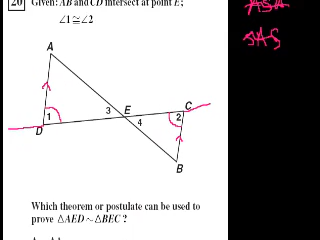 20 Given: AB and CD intersect at point E;
∠1≅∠2
ASA
SAS
A
3 E C
1 4 2
D
B
Which theorem or postulate can be used to
prove △AED ~ △BEC ?